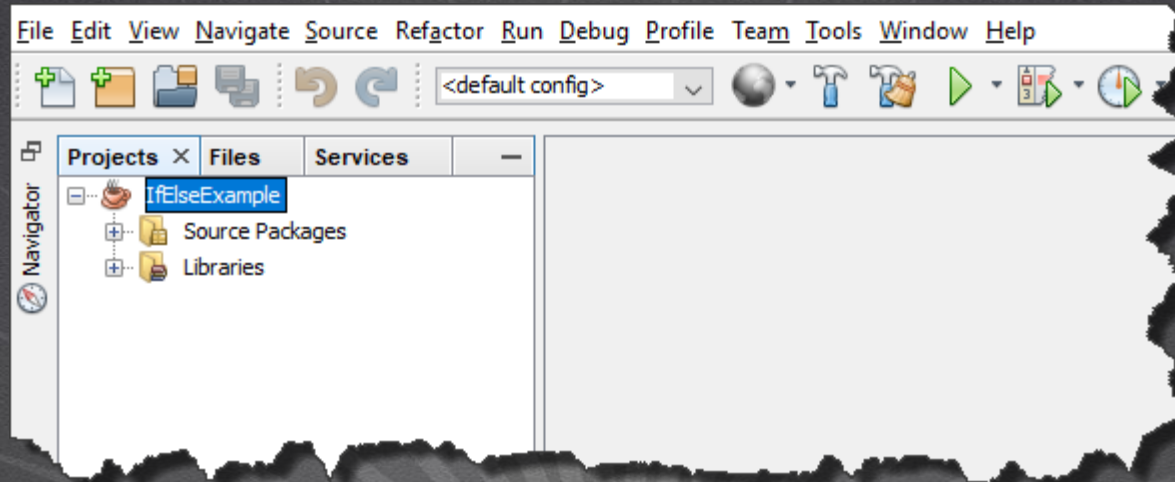 File Edit View Navigate Source Refactor Run Debug Profile Team Tools Window Help
<default config>
Projects Files Services
Navigator
IfElseExample
Source Packages
Libraries